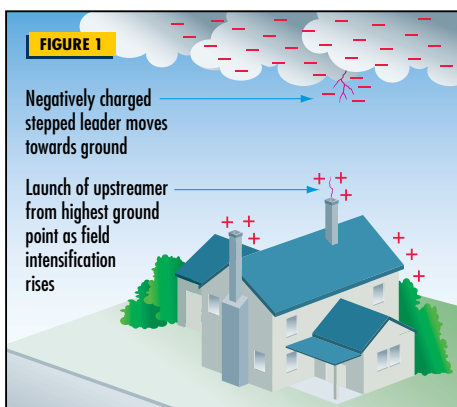 FIGURE 1
Negatively charged
stepped leader moves
towards ground
Launch of upstreamer
from highest ground
point as field
intensification
rises